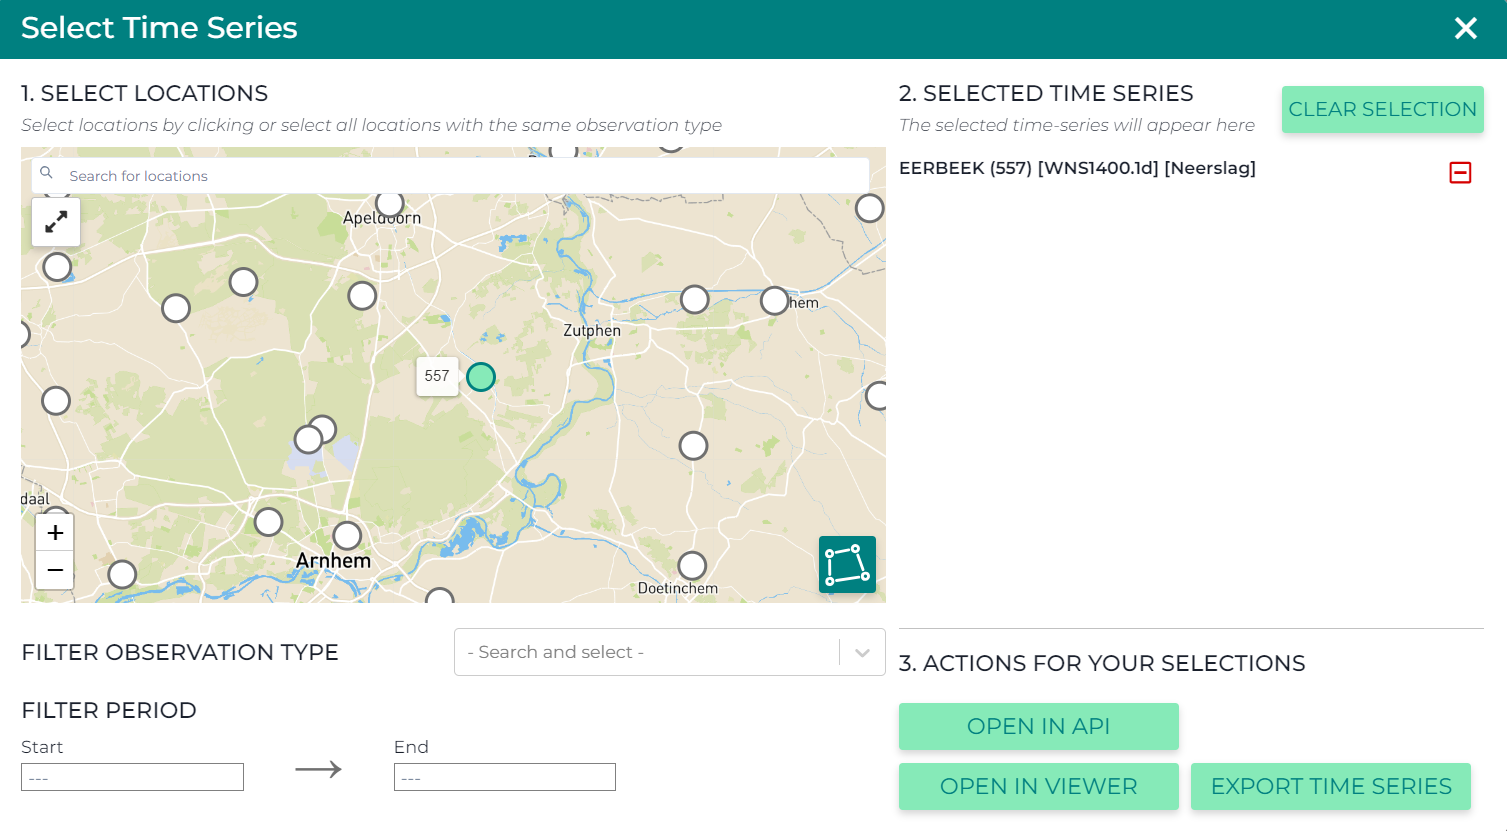 Select Time Series
1. SELECT LOCATIONS
Select locations by clicking or select all locations with the same observation type
Search for locations
Apeldoorn
hem
Zutphen
557
daal
+
−
Arnhem
Doetinchem
FILTER OBSERVATION TYPE
- Search and select -
FILTER PERIOD
Start
End
---
---
2. SELECTED TIME SERIES
The selected time-series will appear here
CLEAR SELECTION
EERBEEK (557) [WNS1400.1d] [Neerslag]
3. ACTIONS FOR YOUR SELECTIONS
OPEN IN API
OPEN IN VIEWER
EXPORT TIME SERIES